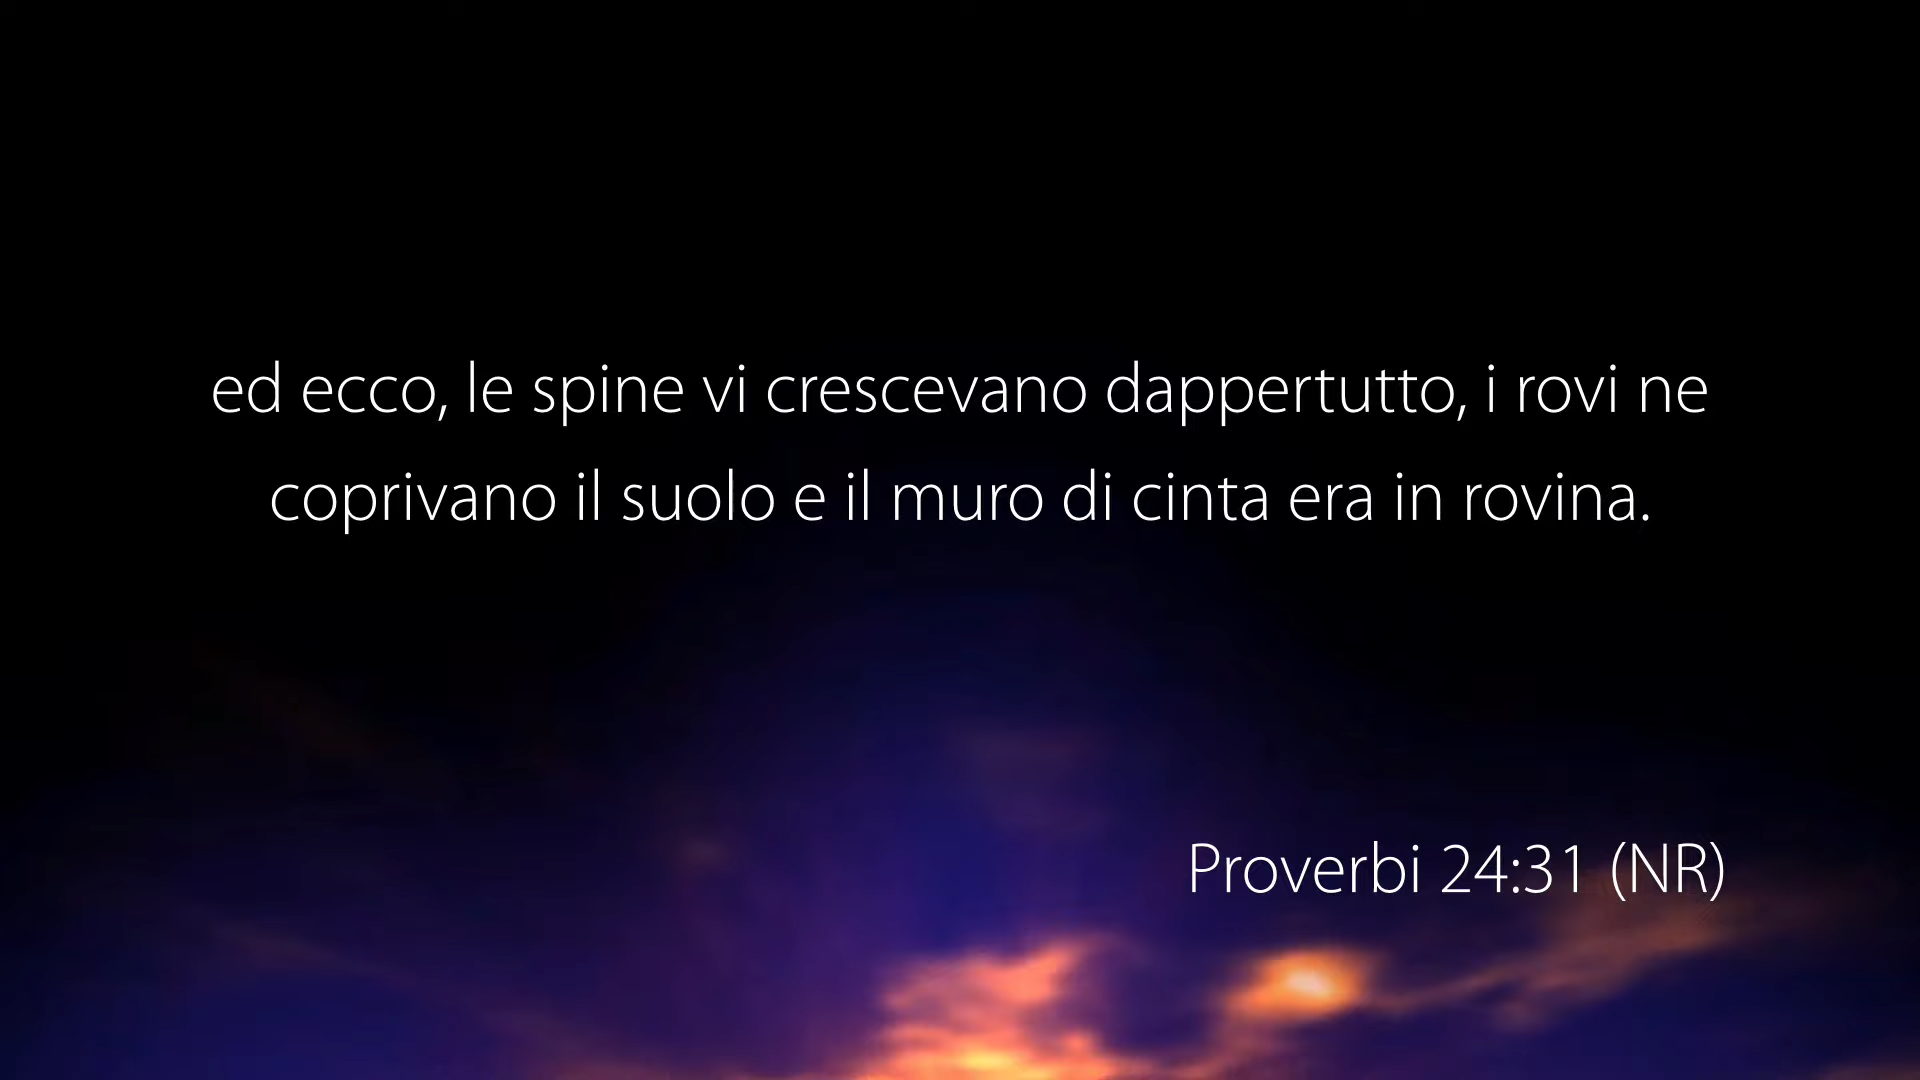 ed ecco, le spine vi crescevano dappertutto, i rovi ne
coprivano il suolo e il muro di cinta era in rovina.
Proverbi 24:31 (NR)